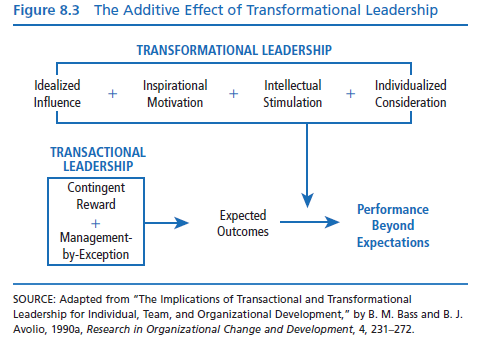 Figure 8.3 The Additive Effect of Transformational Leadership
TRANSFORMATIONAL LEADERSHIP
Idealized
Influence
+
Inspirational
Motivation
+
Intellectual
Stimulation
+
Individualized
Consideration
TRANSACTIONAL
LEADERSHIP
Contingent
Reward
+
Management-
by-Exception
Expected
Outcomes
Performance
Beyond
Expectations
SOURCE: Adapted from “The Implications of Transactional and Transformational
Leadership for Individual, Team, and Organizational Development,” by B. M. Bass and B. J.
Avolio, 1990a, Research in Organizational Change and Development, 4, 231–272.